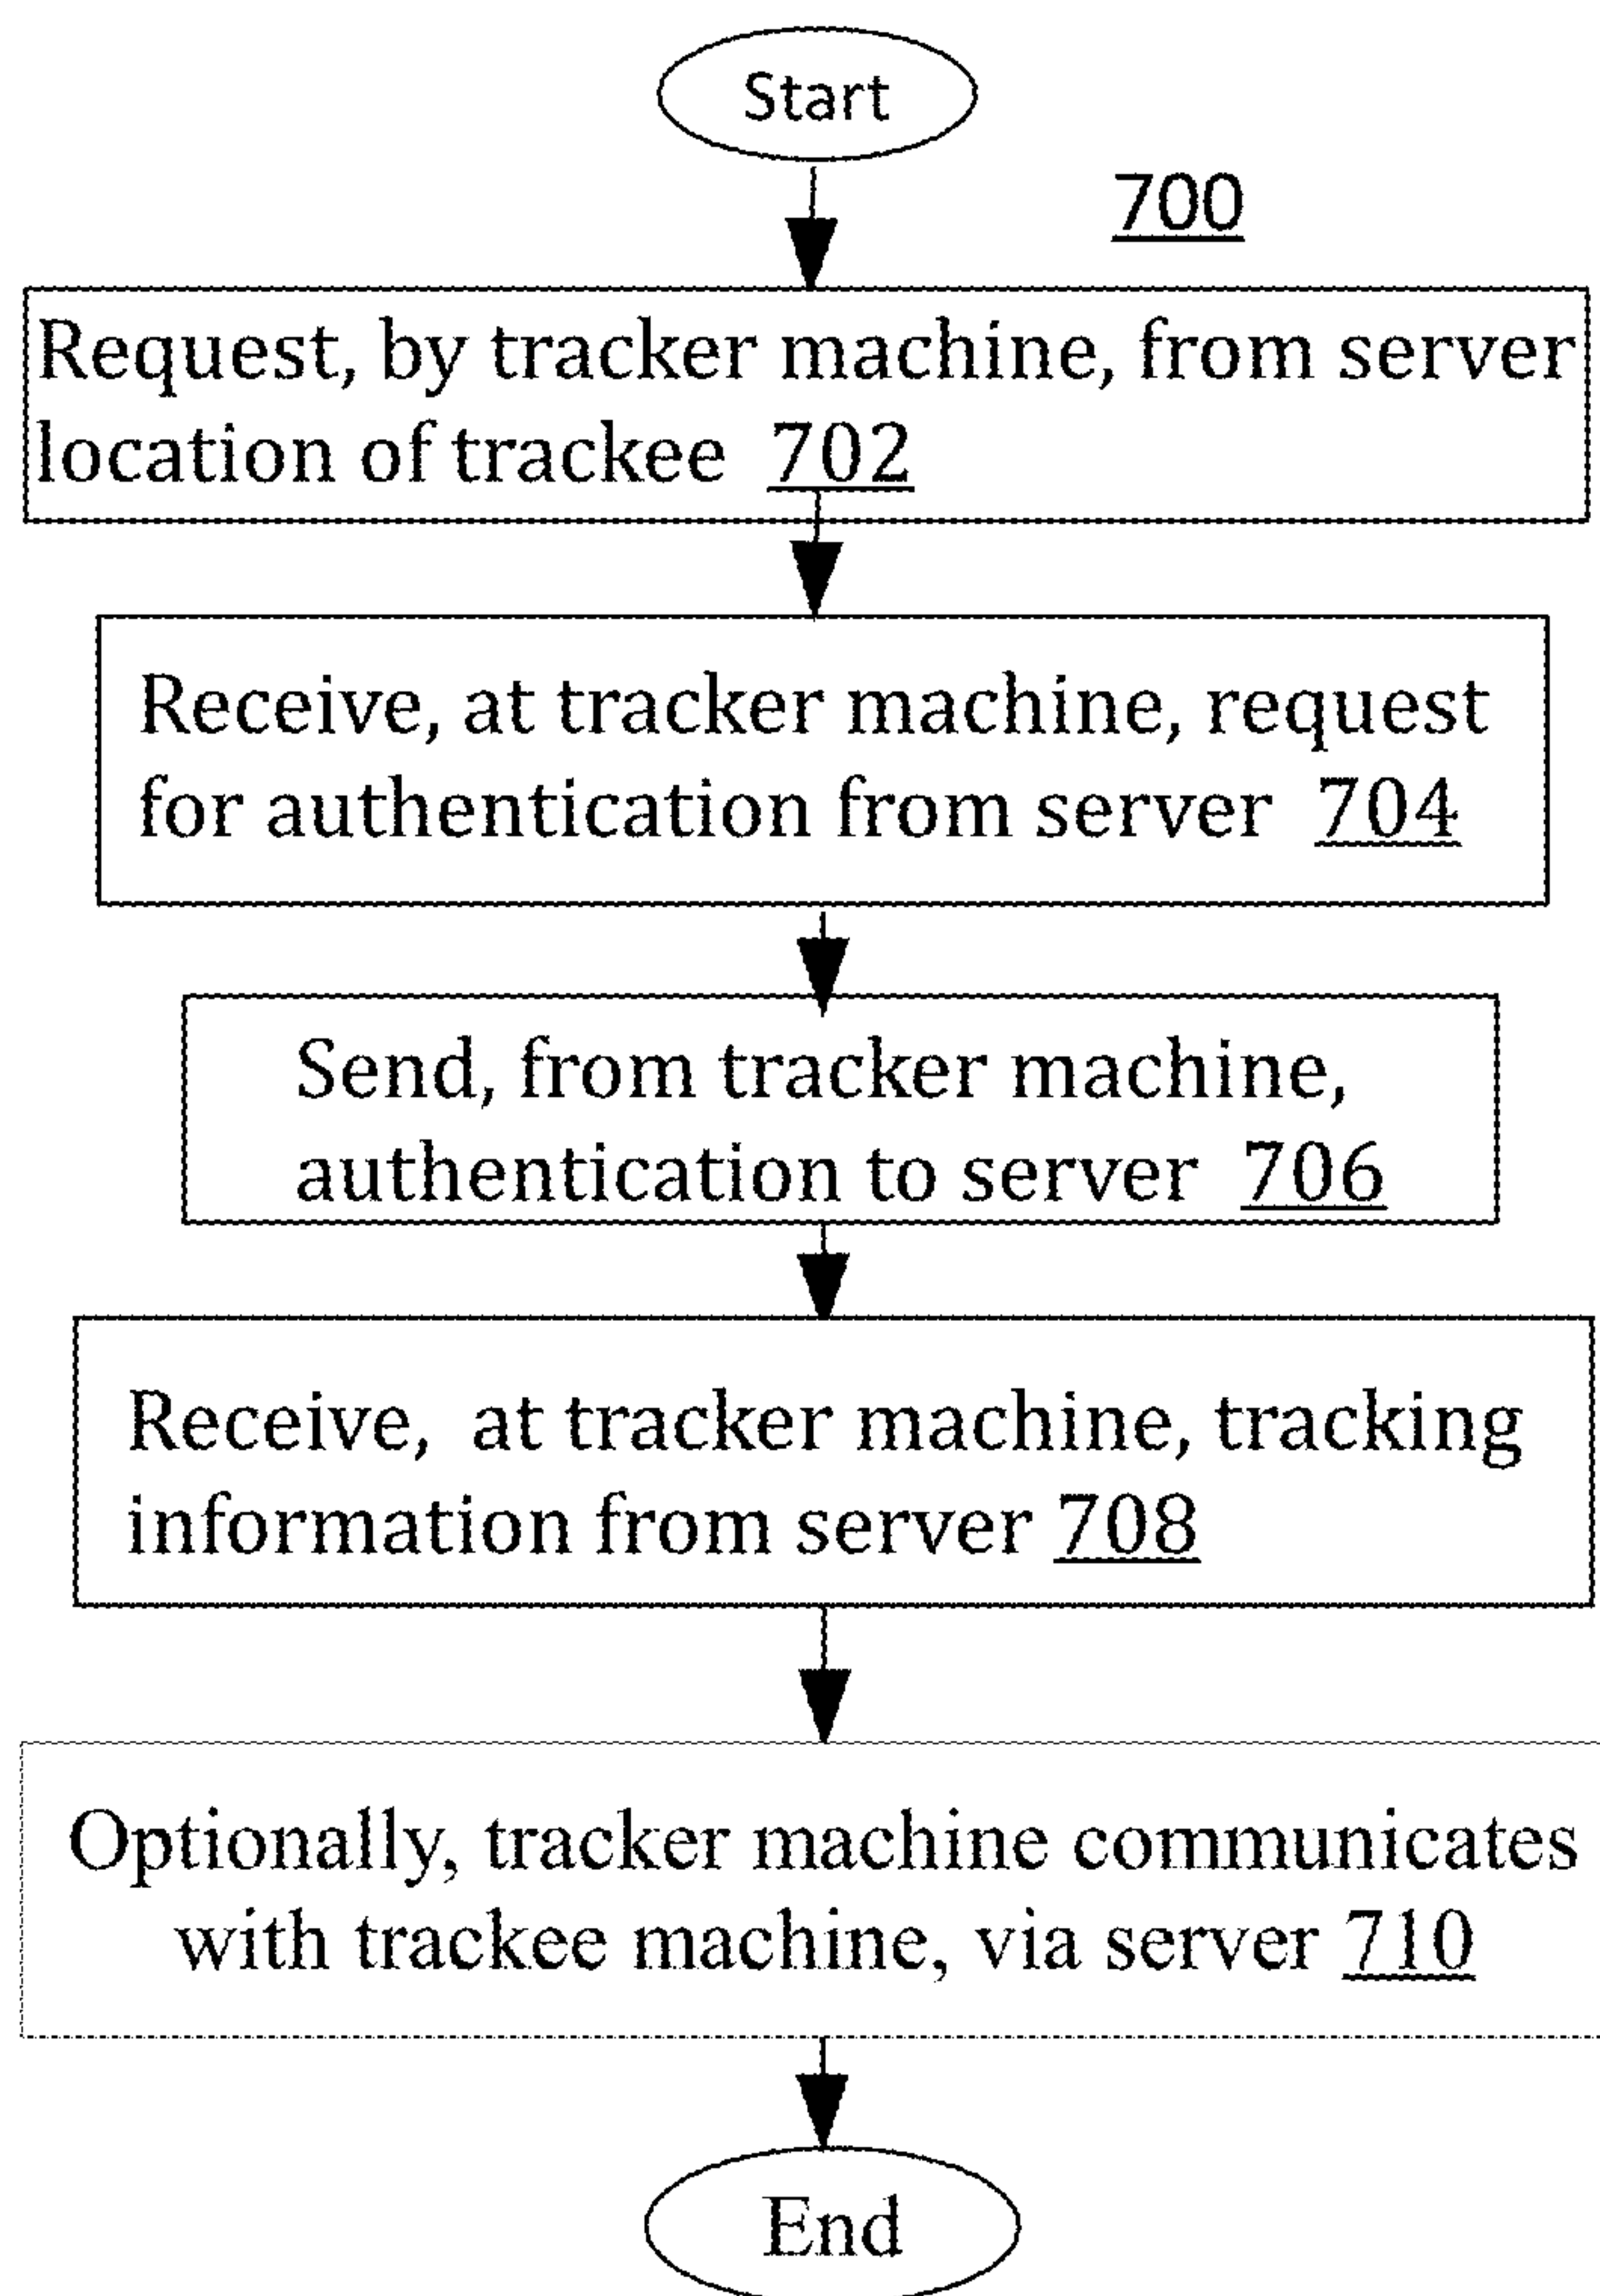 Start
700
Request, by tracker machine, from server
location of trackee 702
Receive, at tracker machine, request
for authentication from server 704
Send, from tracker machine,
authentication to server 706
Receive, at tracker machine, tracking
information from server 708
Optionally, tracker machine communicates
with trackee machine, via server 710
End